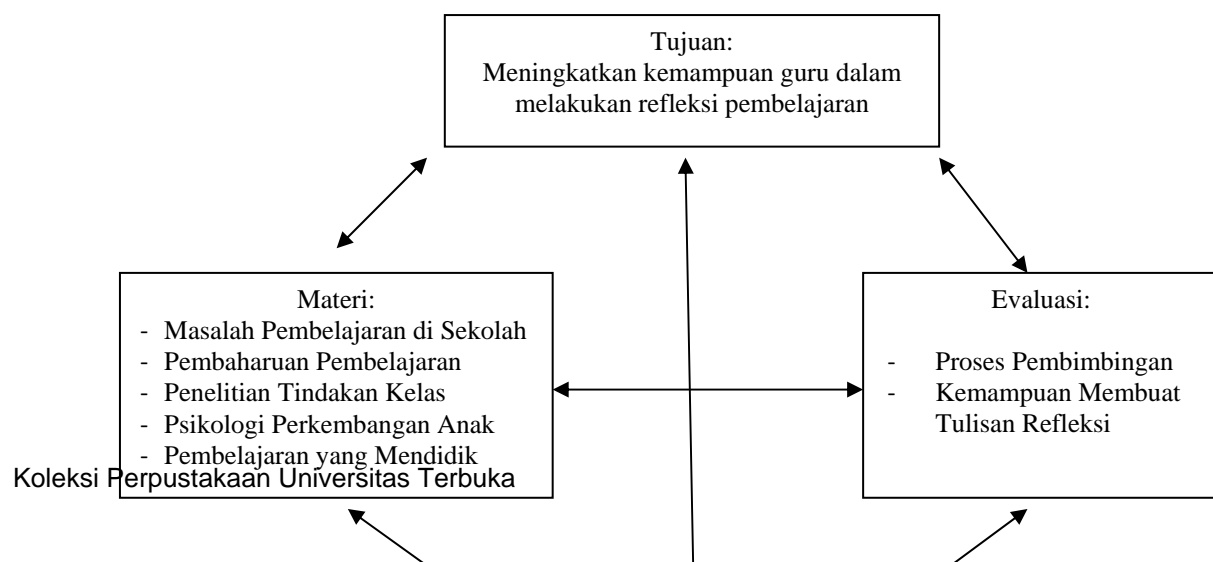 Tujuan:
Meningkatkan kemampuan guru dalam
melakukan refleksi pembelajaran
Materi:
- Masalah Pembelajaran di Sekolah
- Pembaharuan Pembelajaran
- Penelitian Tindakan Kelas
- Psikologi Perkembangan Anak
- Pembelajaran yang Mendidik
Evaluasi:
- Proses Pembimbingan
- Kemampuan Membuat
Tulisan Refleksi
Koleksi Perpustakaan Universitas Terbuka